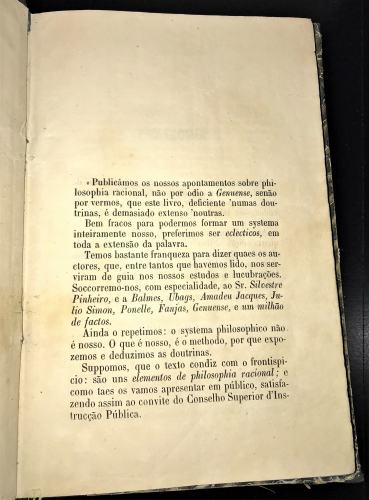 «Publicâmos os nossos apontamentos sobre phi-
losophia racional, não por odio a Genuense, senão
por vermos, que este livro, deficiente 'numas dou-
trinas, é demasiado extenso 'noutras.
Bem fracos para podermos formar um systema
inteiramente nosso, preferimos ser eclecticos, em
toda a extensão da palavra.
Temos bastante franqueza para dizer quaes os au-
ctores, que, entre tantos que havemos lido, nos ser-
viram de guia nos nossos estudos e lucubrações.
Soccorremo-nos, com especialidade, ao Sr. Silvestre
Pinheiro, e a Balmes, Ubags, Amadeu Jacques, Ju-
lio Simon, Ponelle, Fanjas, Genuense, e um milhão
de factos.
Ainda o repetimos: o systema philosophico não
é nosso. O que é nosso, é o methodo, por que expo-
zemos e deduzimos as doutrinas.
Suppomos, que o texto condiz com o frontispi-
cio: são uns elementos de philosophia racional; e
como taes os vamos apresentar em público, satisfa-
zendo assim ao convite do Conselho Superior d'Ins-
trucção Pública.